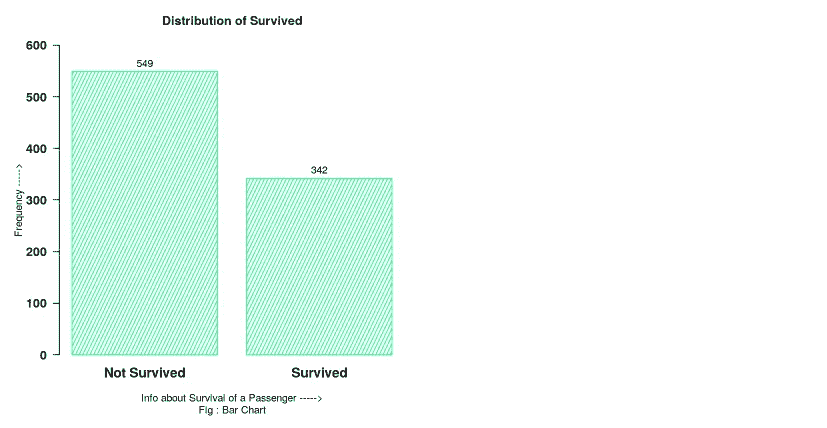 Distribution of Survived
600
500
400
300
200
100
0
Frequency ----->
549
342
Not Survived
Survived
Info about Survival of a Passenger ----->
Fig : Bar Chart